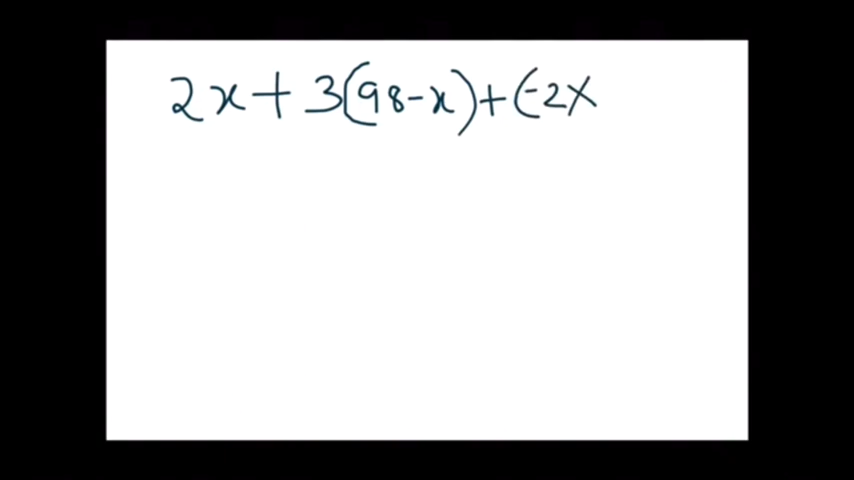 2x + 3(98-x) + (-2x